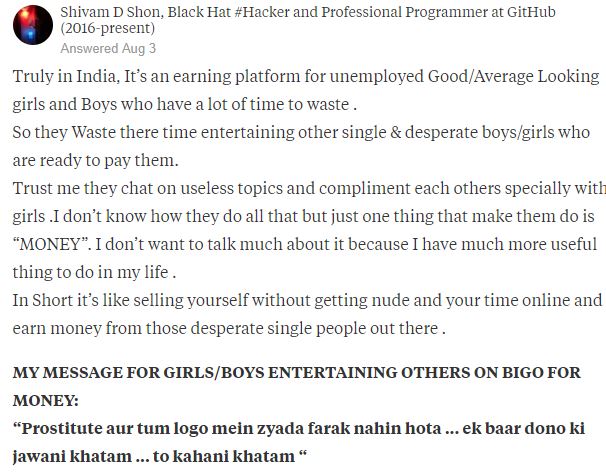 Shivam D Shon, Black Hat #Hacker and Professional Programmer at GitHub
(2016-present)
Answered Aug 3
Truly in India, It’s an earning platform for unemployed Good/Average Looking
girls and Boys who have a lot of time to waste .
So they Waste there time entertaining other single & desperate boys/girls who
are ready to pay them.
Trust me they chat on useless topics and compliment each others specially with
girls .I don’t know how they do all that but just one thing that make them do is
“MONEY”. I don’t want to talk much about it because I have much more useful
thing to do in my life .
In Short it’s like selling yourself without getting nude and your time online and
earn money from those desperate single people out there .
MY MESSAGE FOR GIRLS/BOYS ENTERTAINING OTHERS ON BIGO FOR
MONEY:
“Prostitute aur tum logo mein zyada farak nahin hota ... ek baar dono ki
jawani khatam ... to kahani khatam “